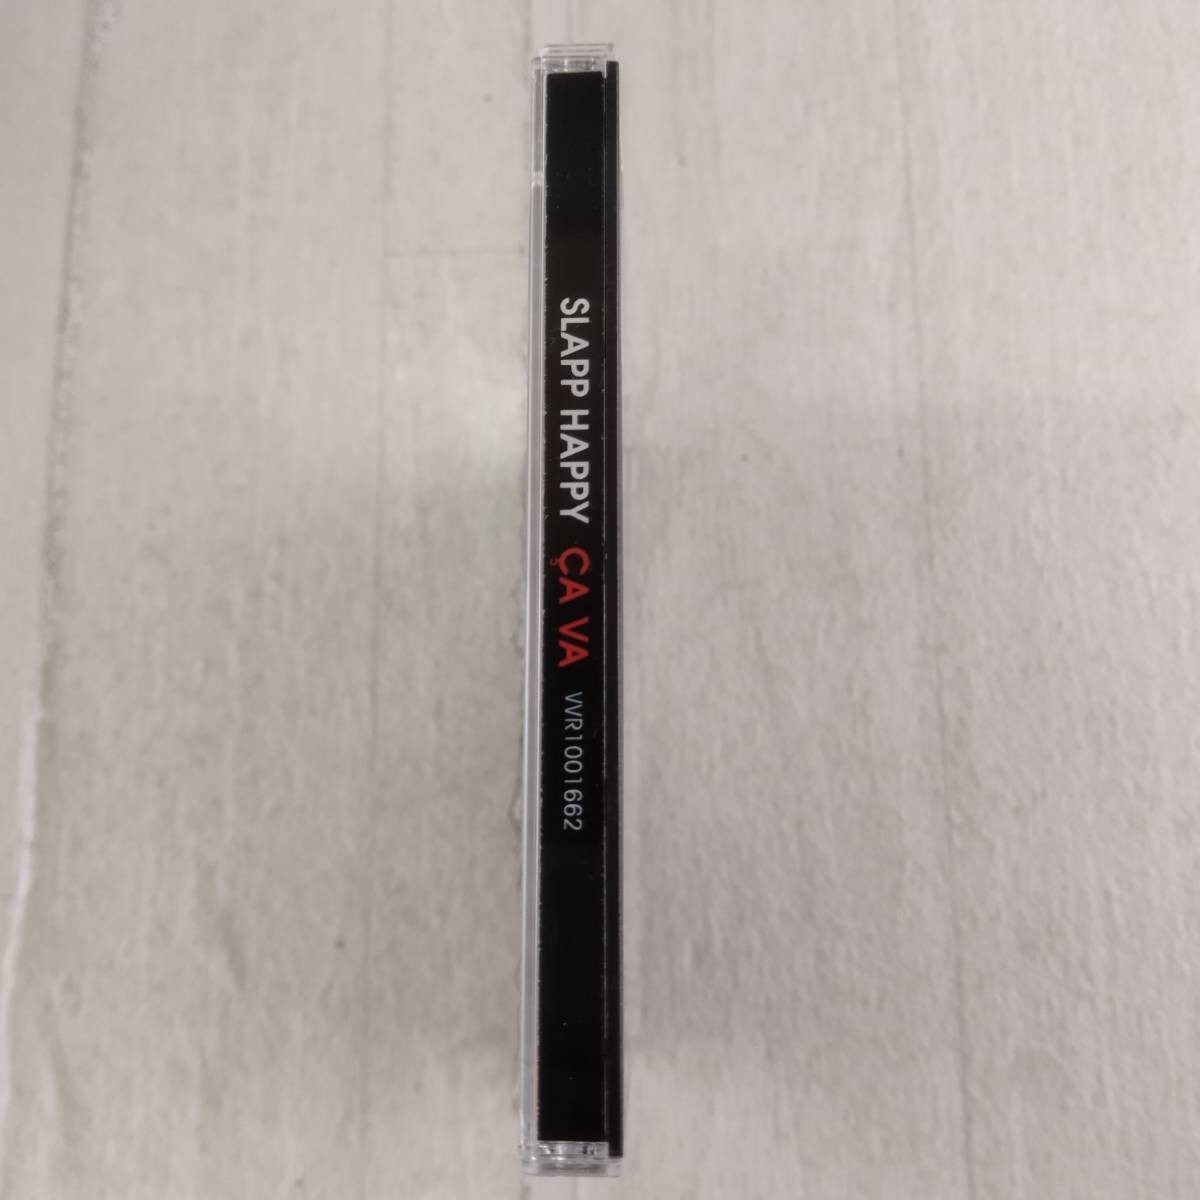 SLAPP HAPPY ÇA VA VVR1001662